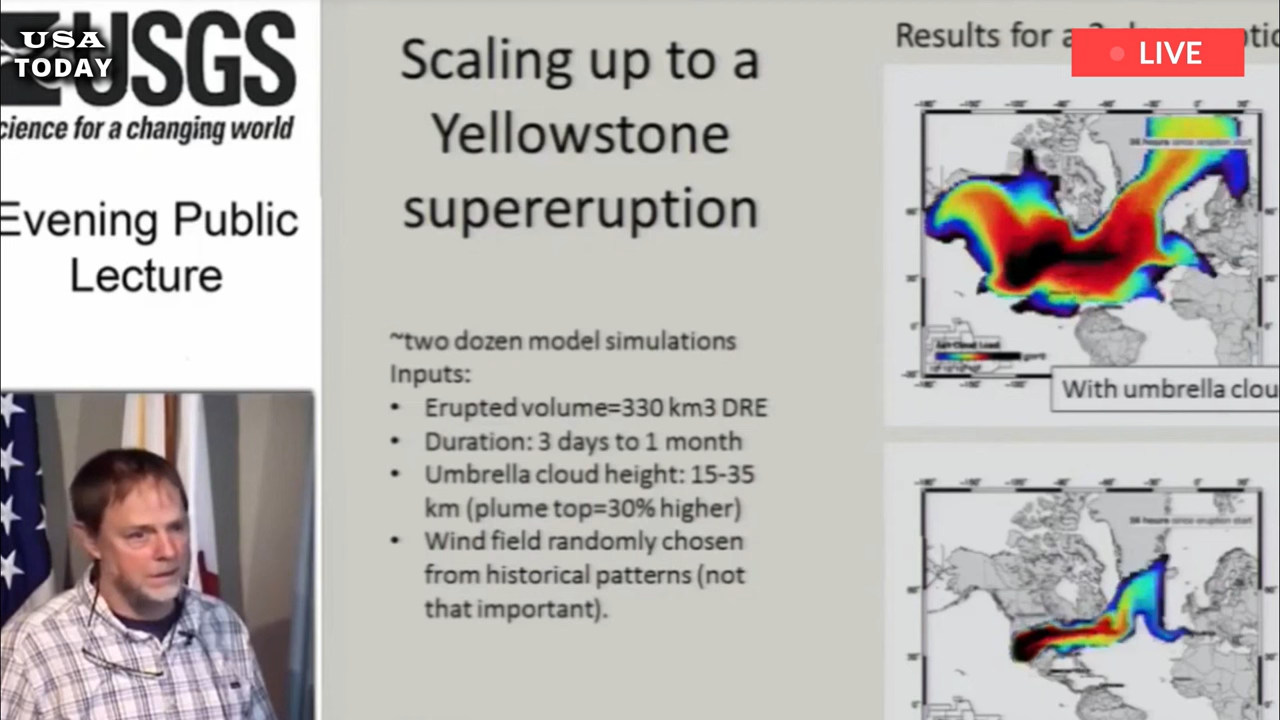 USGS
USA
TODAY
cience for a changing world
Evening Public
Lecture
Scaling up to a
Yellowstone
supereruption
~two dozen model simulations
Inputs:
• Erupted volume=330 km3 DRE
• Duration: 3 days to 1 month
• Umbrella cloud height: 15-35
km (plume top=30% higher)
• Wind field randomly chosen
from historical patterns (not
that important).
Results for a
LIVE
With umbrella clou